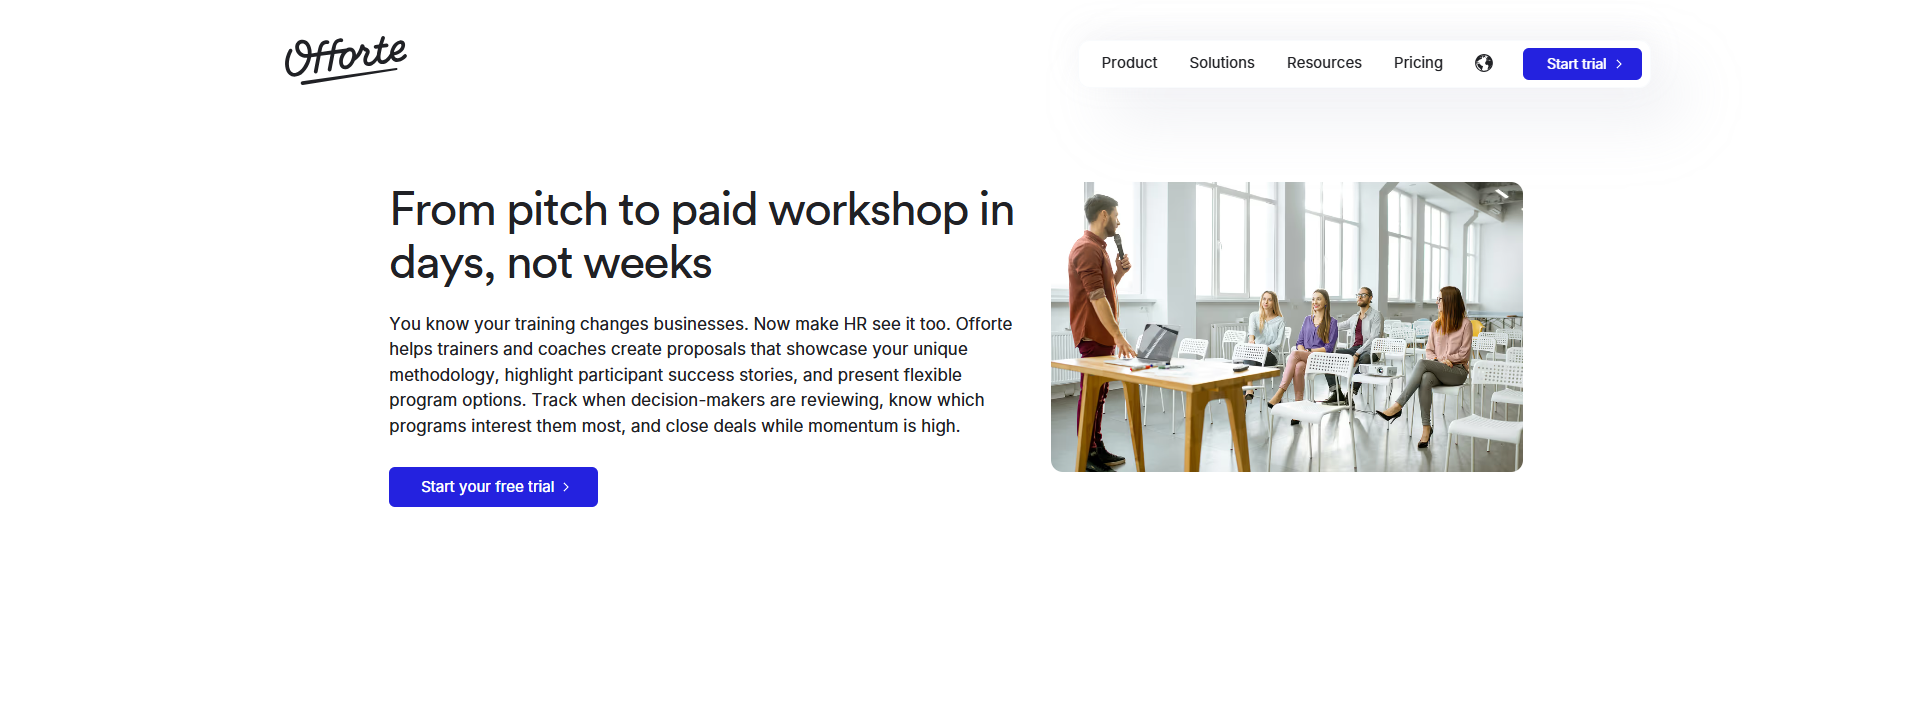 Offorte
Product
Solutions
Resources
Pricing
Start trial
From pitch to paid workshop in
days, not weeks
You know your training changes businesses. Now make HR see it too. Offorte
helps trainers and coaches create proposals that showcase your unique
methodology, highlight participant success stories, and present flexible
program options. Track when decision-makers are reviewing, know which
programs interest them most, and close deals while momentum is high.
Start your free trial